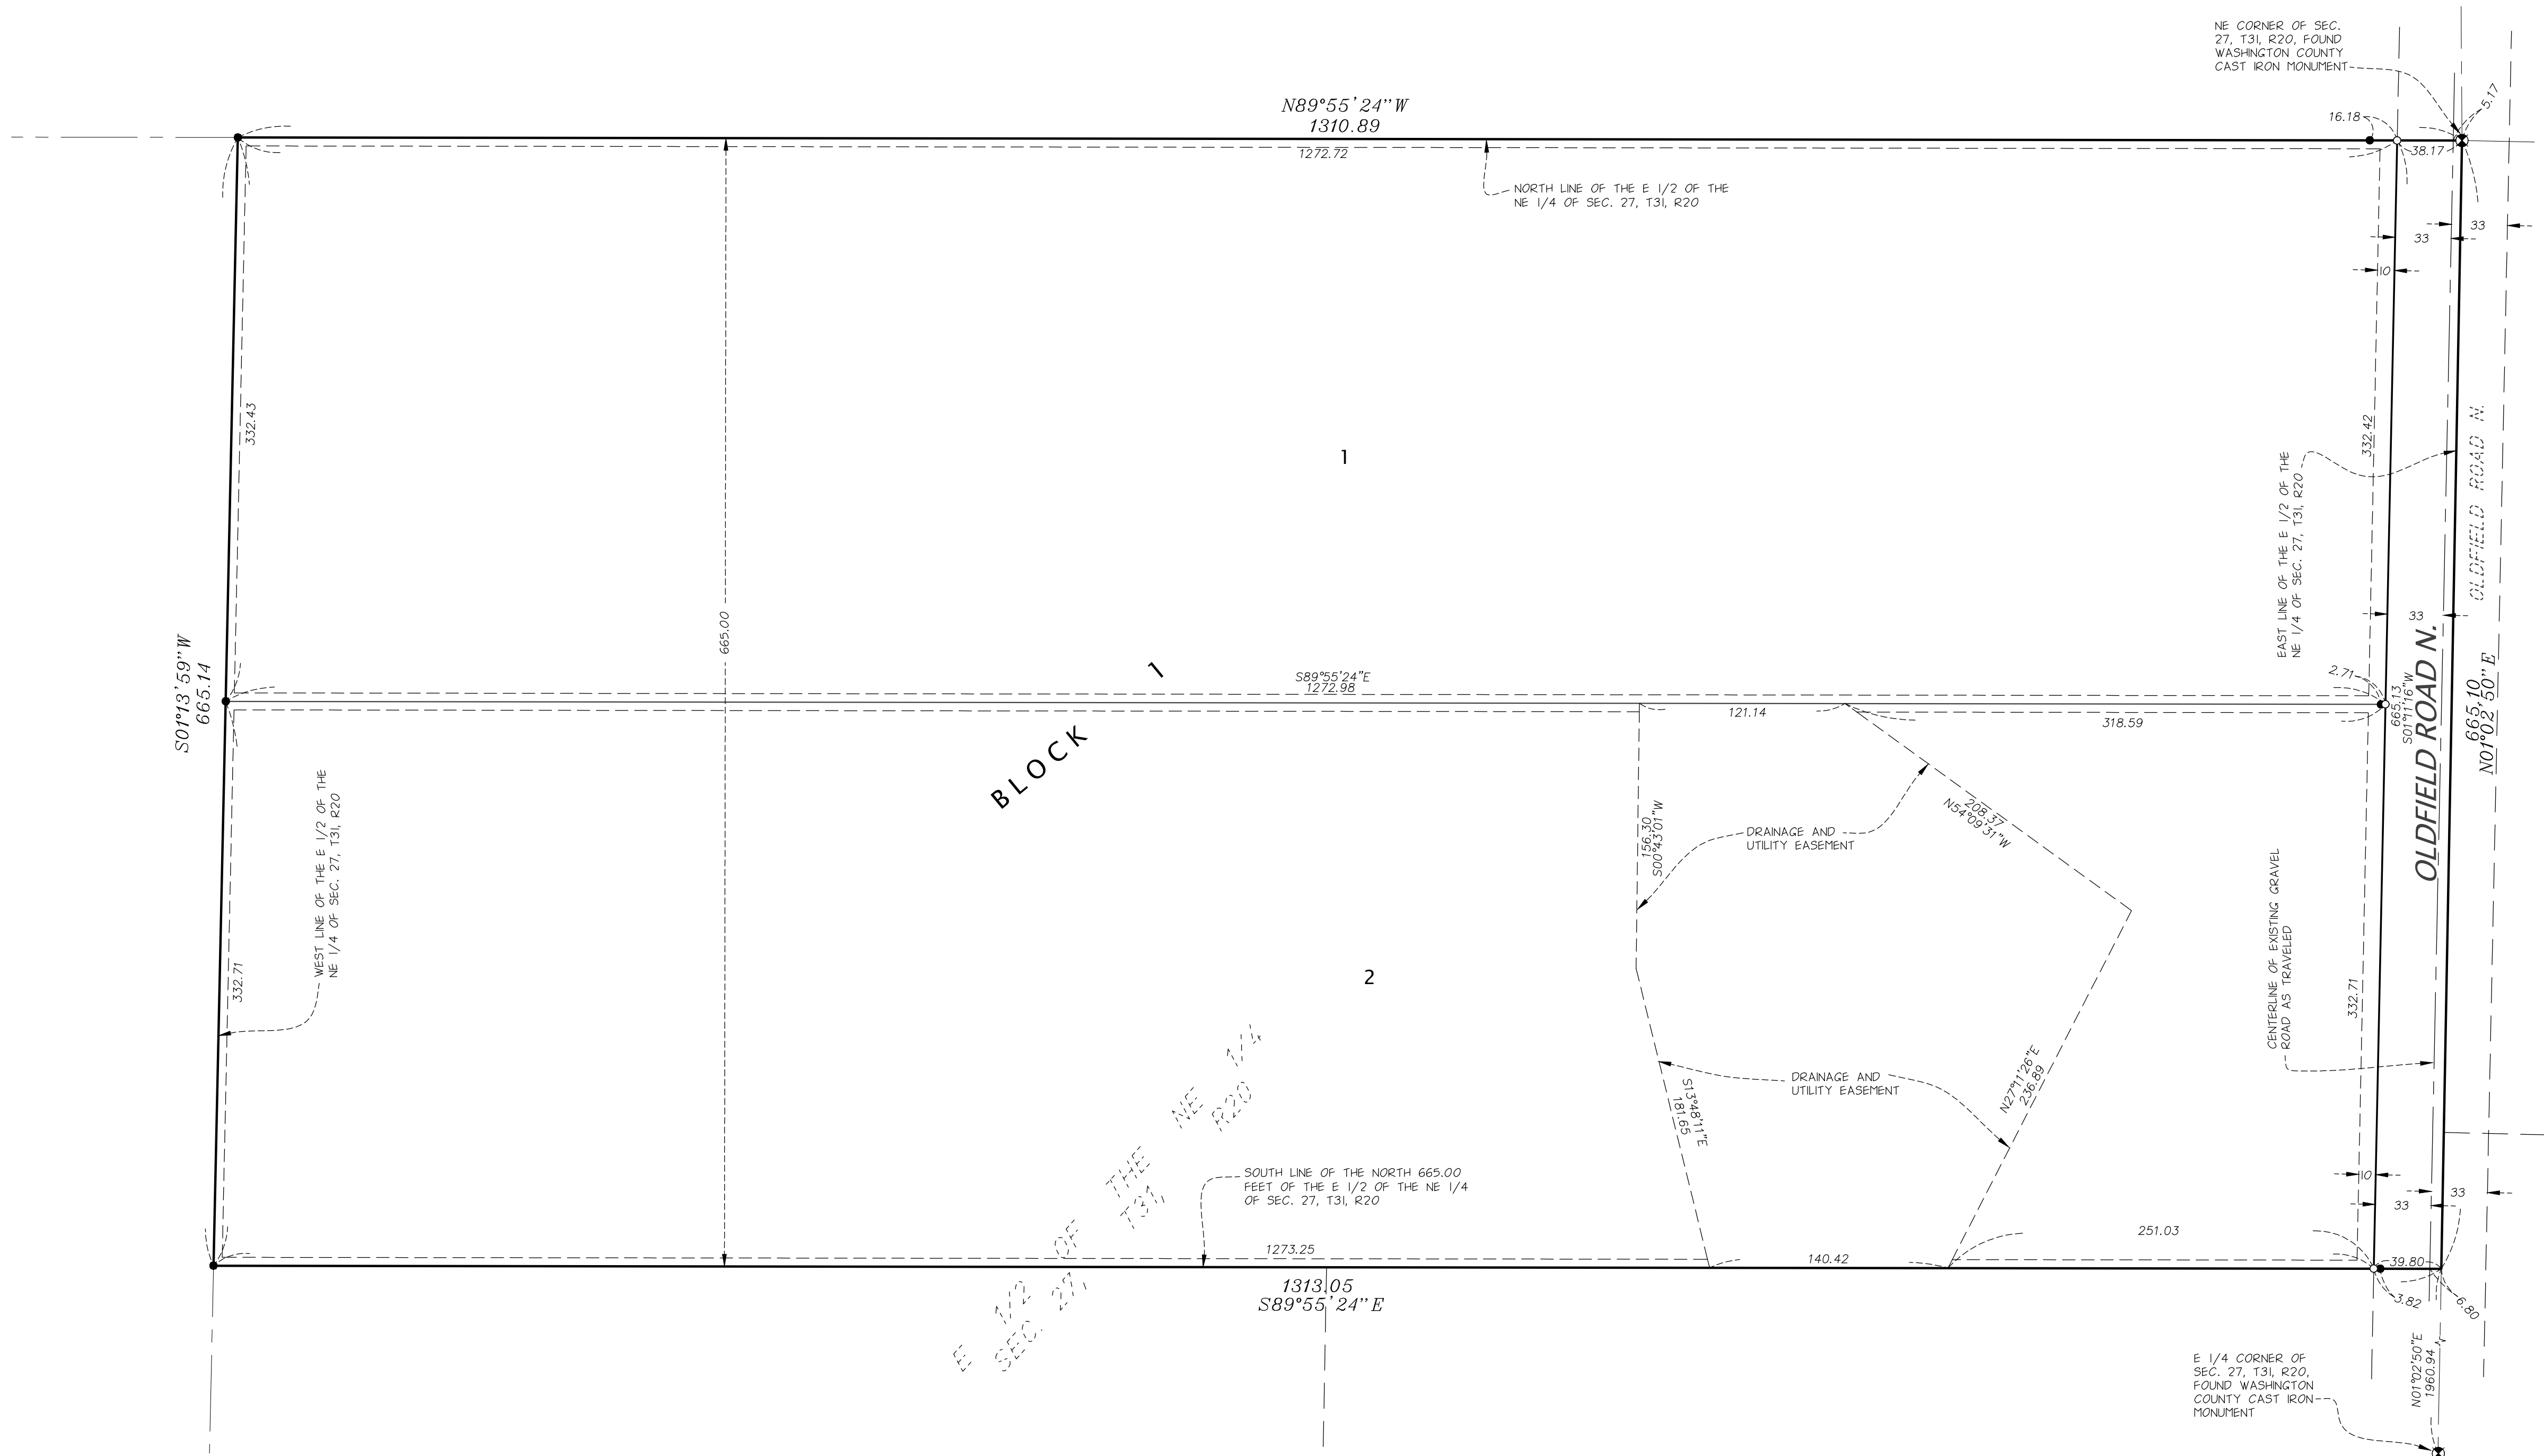 NE CORNER OF SEC.
27, T31, R20, FOUND
WASHINGTON COUNTY
CAST IRON MONUMENT
N89°55'24"W
1310.89
1272.72
16.18
38.17
5.17
NORTH LINE OF THE E 1/2 OF THE
NE 1/4 OF SEC. 27, T31, R20
33
33
10
332.43
332.42
1
EAST LINE OF THE E 1/2 OF THE
NE 1/4 OF SEC. 27, T31, R20
OLDFIELD ROAD N.
33
665.00
S01°13'59"W
665.14
BLOCK 1
S89°55'24"E
1272.98
121.14
318.59
2.71
665.13
S01°11'16"W
OLDFIELD ROAD N.
665.10
N01°02'50"E
WEST LINE OF THE E 1/2 OF THE
NE 1/4 OF SEC. 27, T31, R20
156.30
S00°43'01"W
DRAINAGE AND
UTILITY EASEMENT
208.37
N54°09'31"W
CENTERLINE OF EXISTING GRAVEL
ROAD AS TRAVELED
332.71
2
332.71
S13°48'11"E
181.65
DRAINAGE AND
UTILITY EASEMENT
N27°11'26"E
236.89
E 1/2 OF THE NE 1/4
SEC. 27, T31, R20
SOUTH LINE OF THE NORTH 665.00
FEET OF THE E 1/2 OF THE NE 1/4
OF SEC. 27, T31, R20
10
33
33
1273.25
140.42
251.03
39.80
3.82
6.80
1313.05
S89°55'24"E
N01°02'50"E
1960.94
E 1/4 CORNER OF
SEC. 27, T31, R20,
FOUND WASHINGTON
COUNTY CAST IRON
MONUMENT